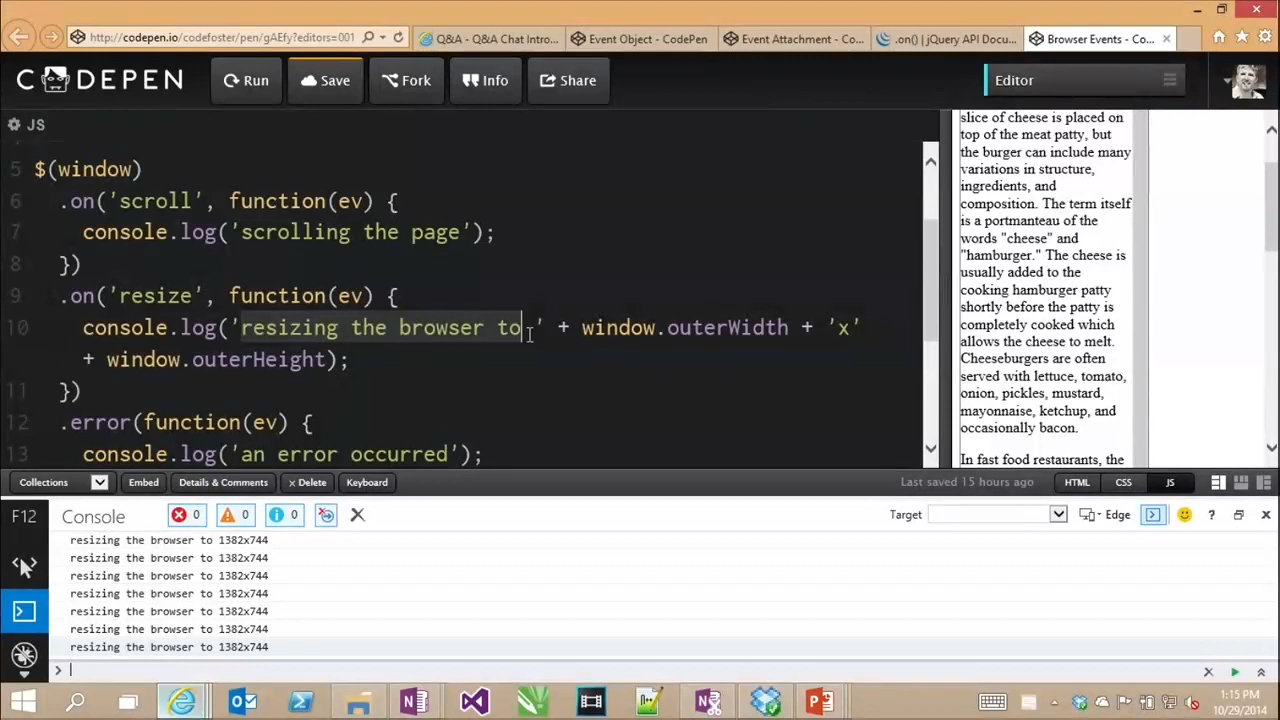 http://codepen.io/codefoster/pen/gAEfy?editors=001
Q&A - Q&A Chat Intro...
Event Object - CodePen
Event Attachment - Co...
.on() | jQuery API Docu...
Browser Events - Co...
CODEPEN
Run
Save
Fork
Info
Share
Editor
JS
5 $(window)
6 .on('scroll', function(ev) {
7 console.log('scrolling the page');
8 })
9 .on('resize', function(ev) {
10 console.log('resizing the browser to ' + window.outerWidth + 'x'
+ window.outerHeight);
11 })
12 .error(function(ev) {
13 console.log('an error occurred');
slice of cheese is placed on
top of the meat patty, but
the burger can include many
variations in structure,
ingredients, and
composition. The term itself
is a portmanteau of the
words "cheese" and
"hamburger." The cheese is
usually added to the
cooking hamburger patty
shortly before the patty is
completely cooked which
allows the cheese to melt.
Cheeseburgers are often
served with lettuce, tomato,
onion, pickles, mustard,
mayonnaise, ketchup, and
occasionally bacon.
In fast food restaurants, the
Collections
Embed
Details & Comments
x Delete
Keyboard
Last saved 15 hours ago
HTML
CSS
JS
F12
Console
0
0
0
Target
Edge
?
resizing the browser to 1382x744
resizing the browser to 1382x744
resizing the browser to 1382x744
resizing the browser to 1382x744
resizing the browser to 1382x744
resizing the browser to 1382x744
resizing the browser to 1382x744
1:15 PM
10/29/2014